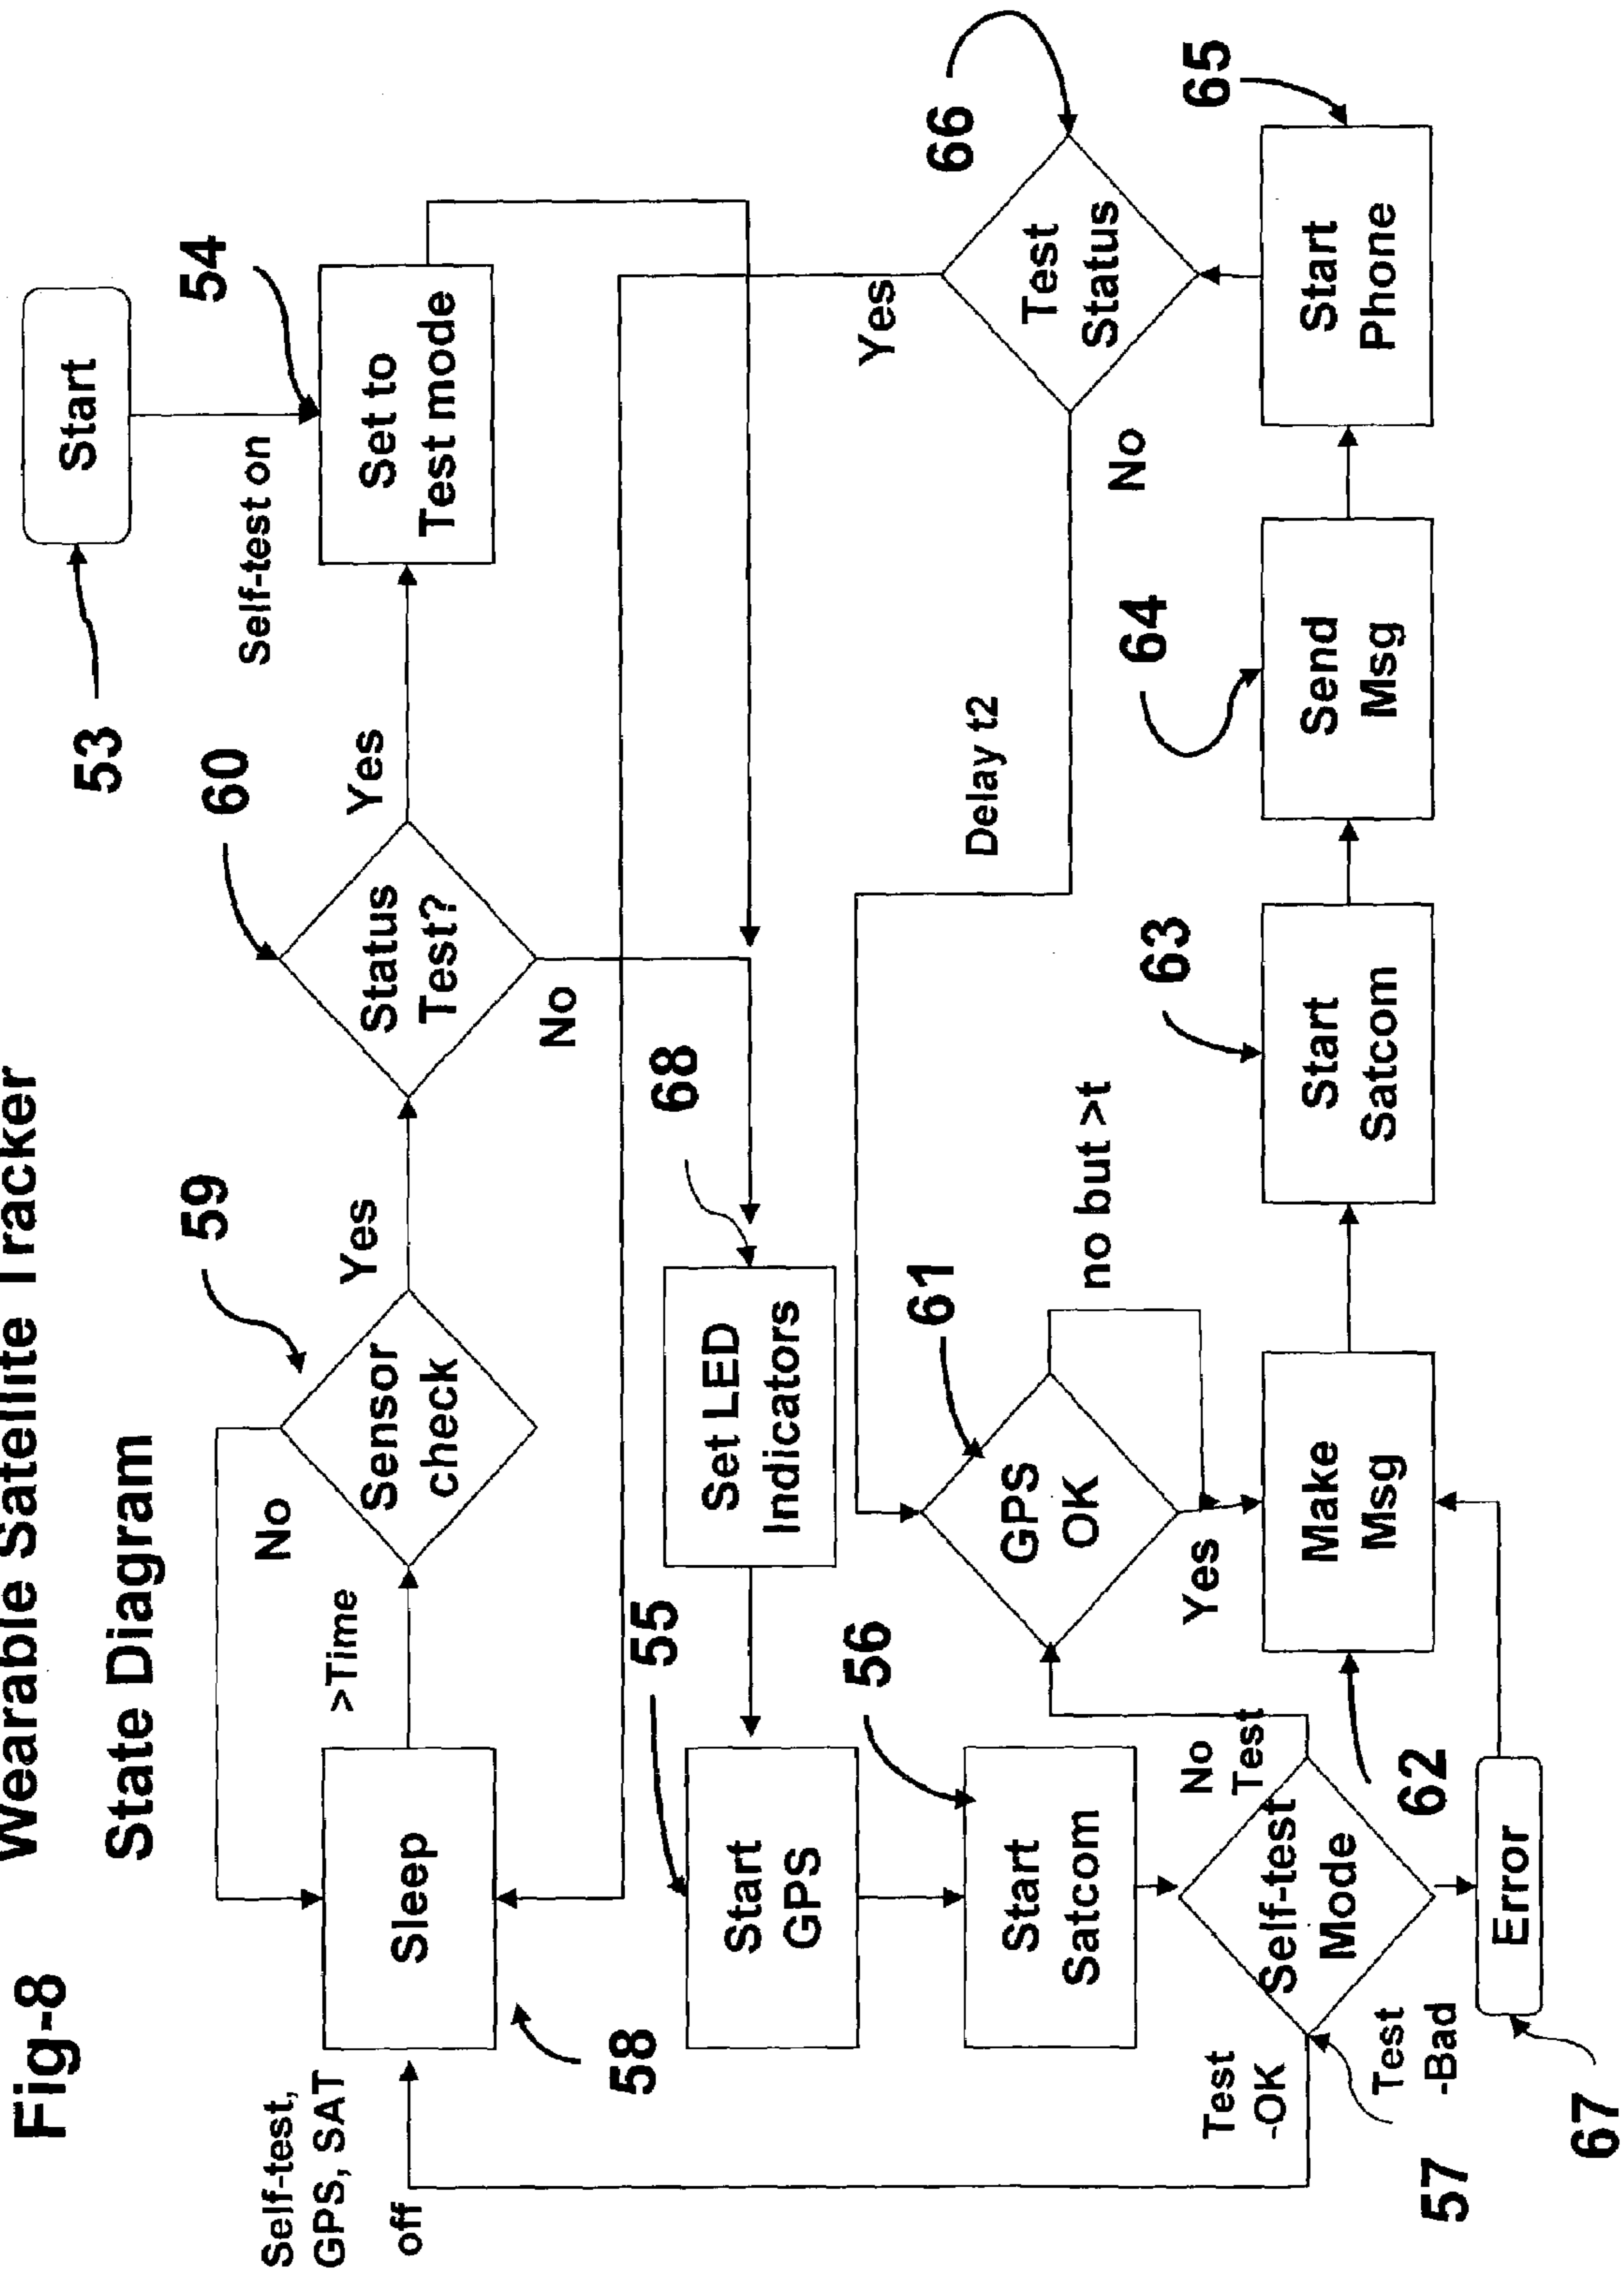 Fig-8
Wearable Satellite Tracker
State Diagram
53
Start
Self-test on
54
Set to
Test mode
60
Status
Test?
Yes
No
59
Sensor
check
Yes
No
>Time
Sleep
58
Self-test,
GPS, SAT
off
68
Set LED
Indicators
55
Start
GPS
56
Start
Satcom
Self-test
Mode
57
Test
-OK
Test
-Bad
No
Test
67
Error
61
GPS
OK
Yes
no but >t
Delay t2
62
Make
Msg
63
Start
Satcom
64
Send
Msg
65
Start
Phone
66
Test
Status
Yes
No